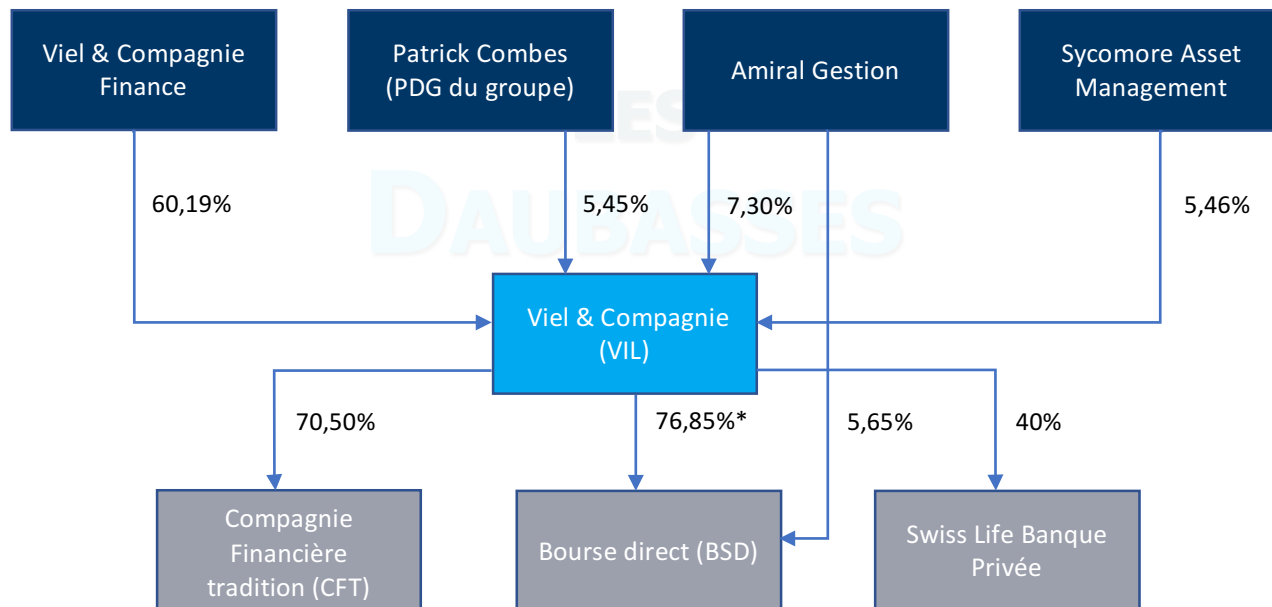 Viel & Compagnie
Finance
Patrick Combes
(PDG du groupe)
Amiral Gestion
Sycomore Asset
Management
LES
DAUBASSES
60,19%
5,45%
7,30%
5,46%
Viel & Compagnie
(VIL)
70,50%
76,85%*
5,65%
40%
Compagnie
Financière
tradition (CFT)
Bourse direct (BSD)
Swiss Life Banque
Privée